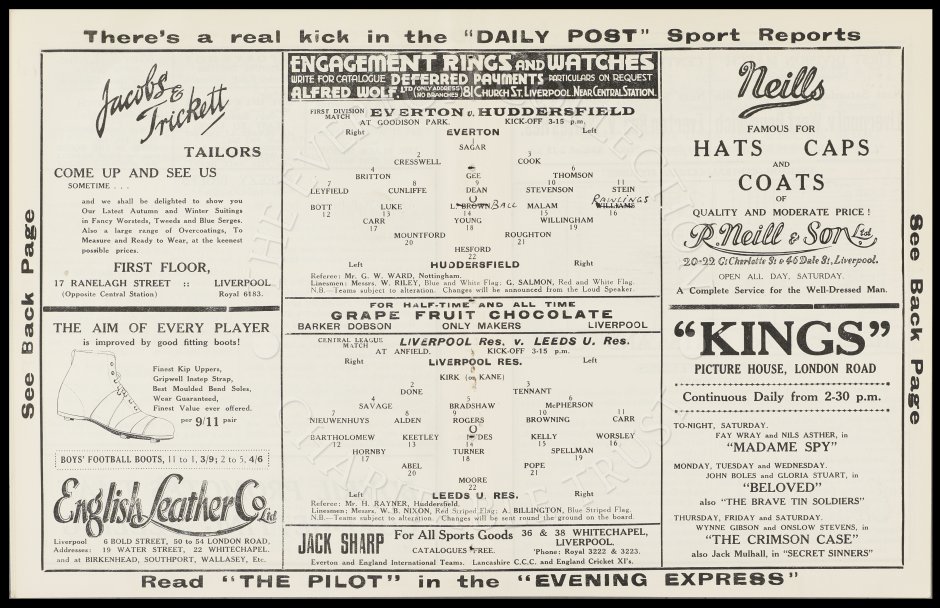 There's a real kick in the "DAILY POST" Sport Reports
See Back Page
Jacobs & Trickett
TAILORS
COME UP AND SEE US
SOMETIME . . .
and we shall be delighted to show you
Our Latest Autumn and Winter Suitings
in Fancy Worsteds, Tweeds and Blue Serges.
Also a large range of Overcoatings, To
Measure and Ready to Wear, at the keenest
possible prices.
FIRST FLOOR,
17 RANELAGH STREET :: LIVERPOOL
(Opposite Central Station) Royal 6183.
THE AIM OF EVERY PLAYER
is improved by good fitting boots!
Finest Kip Uppers,
Gripwell Instep Strap,
Best Moulded Bend Soles,
Wear Guaranteed,
Finest Value ever offered.
per 9/11 pair
BOYS' FOOTBALL BOOTS, 11 to 1, 3/9; 2 to 5, 4/6
English Leather Co Ltd
Liverpool 6 BOLD STREET, 50 to 54 LONDON ROAD,
Addresses: 19 WATER STREET, 22 WHITECHAPEL.
and at BIRKENHEAD, SOUTHPORT, WALLASEY, Etc.
ENGAGEMENT RINGS AND WATCHES
WRITE FOR CATALOGUE DEFERRED PAYMENTS PARTICULARS ON REQUEST
ALFRED WOLF. LTD (ONLY ADDRESS NO BRANCHES) 81 CHURCH ST. LIVERPOOL. NEAR CENTRAL STATION.
FIRST DIVISION MATCH EVERTON v. HUDDERSFIELD
AT GOODISON PARK. KICK-OFF 3-15 p.m.
Right EVERTON Left
1
SAGAR
2 3
CRESSWELL COOK
4 5 6
BRITTON GEE THOMSON
7 8 9 10 11
LEYFIELD CUNLIFFE DEAN STEVENSON STEIN
O RAWLINGS
BOTT LUKE L. BROWN BALL MALAM WILLIAMS
12 13 14 15 16
CARR YOUNG WILLINGHAM
17 18 19
MOUNTFORD ROUGHTON
20 21
HESFORD
22
Left HUDDERSFIELD Right
Referee: Mr. G. W. WARD, Nottingham.
Linesmen: Messrs. W. RILEY, Blue and White Flag; G. SALMON, Red and White Flag.
N.B.—Teams subject to alteration. Changes will be announced from the Loud Speaker.
FOR HALF-TIME AND ALL TIME
GRAPE FRUIT CHOCOLATE
BARKER DOBSON ONLY MAKERS LIVERPOOL
CENTRAL LEAGUE MATCH LIVERPOOL Res. v. LEEDS U. Res.
AT ANFIELD. KICK-OFF 3-15 p.m.
Right LIVERPOOL RES. Left
1
KIRK (or KANE)
2 3
DONE TENNANT
4 5 6
SAVAGE BRADSHAW McPHERSON
7 8 9 10 11
NIEUWENHUYS ALDEN ROGERS BROWNING CARR
O
BARTHOLOMEW KEETLEY HYDES KELLY WORSLEY
12 13 14 15 16
HORNBY TURNER SPELLMAN
17 18 19
ABEL POPE
20 21
MOORE
22
Left LEEDS U. RES. Right
Referee: Mr. H. RAYNER, Huddersfield.
Linesmen: Messrs. W. B. NIXON, Red Striped Flag; A. BILLINGTON, Blue Striped Flag.
N.B.—Teams subject to alteration. Changes will be sent round the ground on the board.
JACK SHARP For All Sports Goods 36 & 38 WHITECHAPEL,
LIVERPOOL.
CATALOGUES FREE. 'Phone: Royal 3222 & 3223.
Everton and England International Teams. Lancashire C.C.C. and England Cricket XI's.
Neills
FAMOUS FOR
HATS CAPS
AND
COATS
OF
QUALITY AND MODERATE PRICE !
R. Neill & Son Ltd.
20-22 Gt Charlotte St & 46 Dale St, Liverpool.
OPEN ALL DAY, SATURDAY.
A Complete Service for the Well-Dressed Man.
"KINGS"
PICTURE HOUSE, LONDON ROAD
Continuous Daily from 2-30 p.m.
TO-NIGHT, SATURDAY.
FAY WRAY and NILS ASTHER, in
"MADAME SPY"
MONDAY, TUESDAY and WEDNESDAY.
JOHN BOLES and GLORIA STUART, in
"BELOVED"
also "THE BRAVE TIN SOLDIERS"
THURSDAY, FRIDAY and SATURDAY.
WYNNE GIBSON and ONSLOW STEVENS, in
"THE CRIMSON CASE"
also Jack Mulhall, in "SECRET SINNERS"
See Back Page
Read "THE PILOT" in the "EVENING EXPRESS"